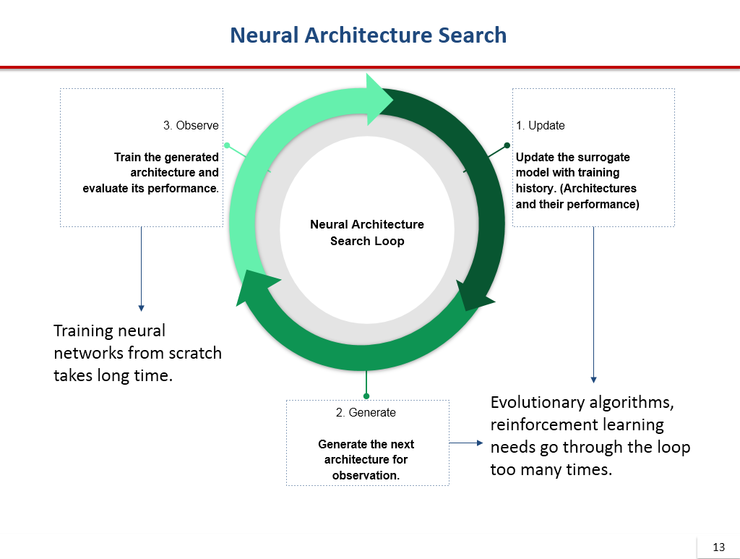 Neural Architecture Search
3. Observe
Train the generated
architecture and
evaluate its performance.
1. Update
Update the surrogate
model with training
history. (Architectures
and their performance)
Neural Architecture
Search Loop
Training neural
networks from scratch
takes long time.
2. Generate
Generate the next
architecture for
observation.
Evolutionary algorithms,
reinforcement learning
needs go through the loop
too many times.
13